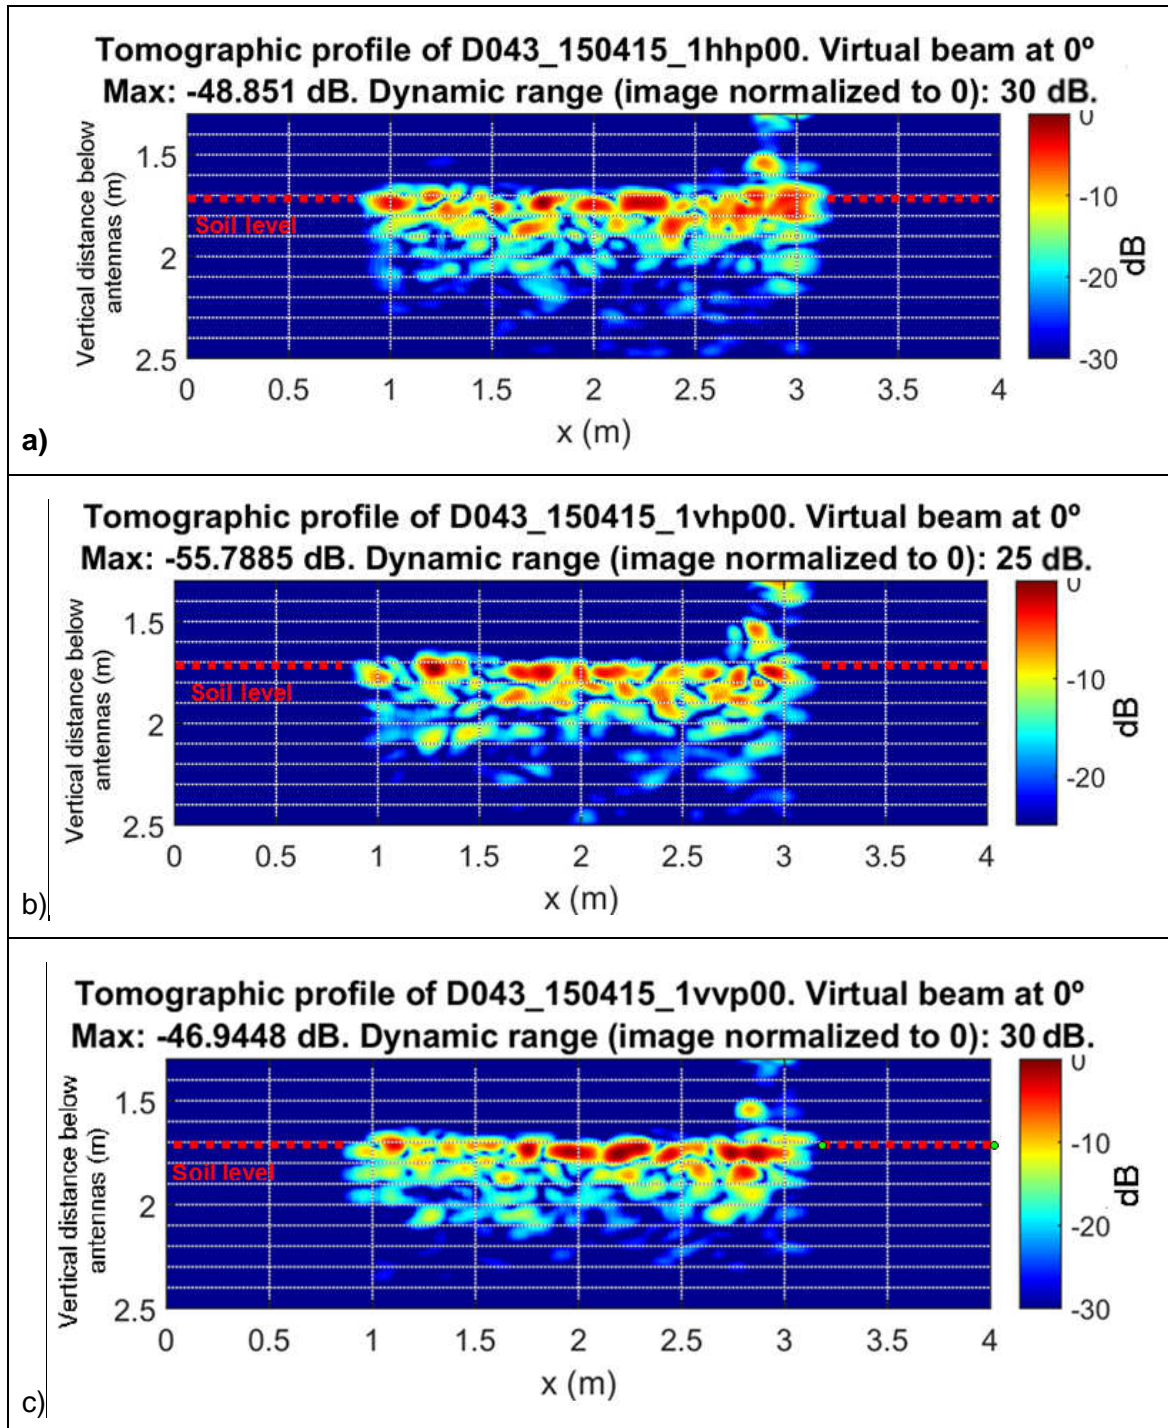 Tomographic profile of D043_150415_1hhp00. Virtual beam at 0º
Max: -48.851 dB. Dynamic range (image normalized to 0): 30 dB.
Vertical distance below
antennas (m)
1.5
2
2.5
Soil level
0 0.5 1 1.5 2 2.5 3 3.5 4
x (m)
0
-10
-20
-30
dB
a)
Tomographic profile of D043_150415_1vhp00. Virtual beam at 0º
Max: -55.7885 dB. Dynamic range (image normalized to 0): 25 dB.
Vertical distance below
antennas (m)
1.5
2
2.5
Soil level
0 0.5 1 1.5 2 2.5 3 3.5 4
x (m)
0
-10
-20
dB
b)
Tomographic profile of D043_150415_1vvp00. Virtual beam at 0º
Max: -46.9448 dB. Dynamic range (image normalized to 0): 30 dB.
Vertical distance below
antennas (m)
1.5
2
2.5
Soil level
0 0.5 1 1.5 2 2.5 3 3.5 4
x (m)
0
-10
-20
-30
dB
c)